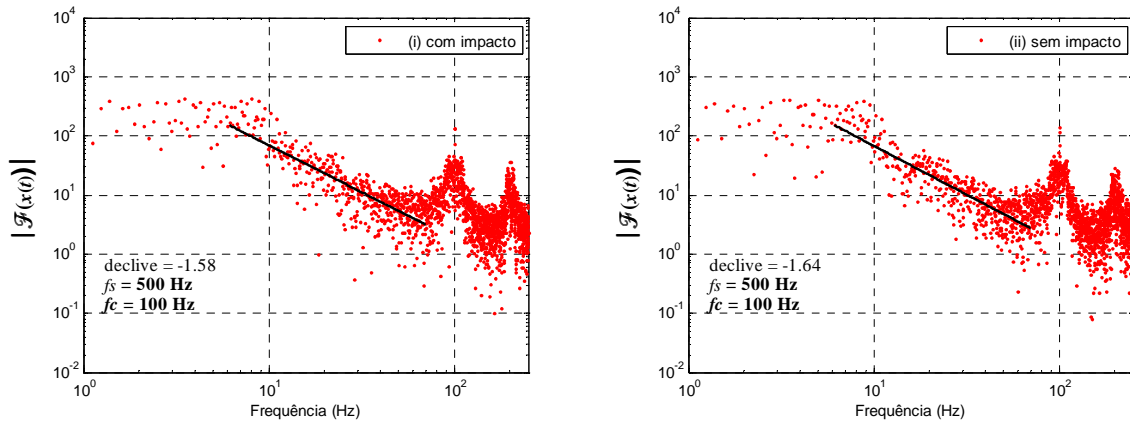 10^4
10^3
10^2
10^1
10^0
10^-1
10^-2
|ℱ(x(t))|
(i) com impacto
declive = -1.58
fs = 500 Hz
fc = 100 Hz
10^0 10^1 10^2
Frequência (Hz)
10^4
10^3
10^2
10^1
10^0
10^-1
10^-2
|ℱ(x(t))|
(ii) sem impacto
declive = -1.64
fs = 500 Hz
fc = 100 Hz
10^0 10^1 10^2
Frequência (Hz)